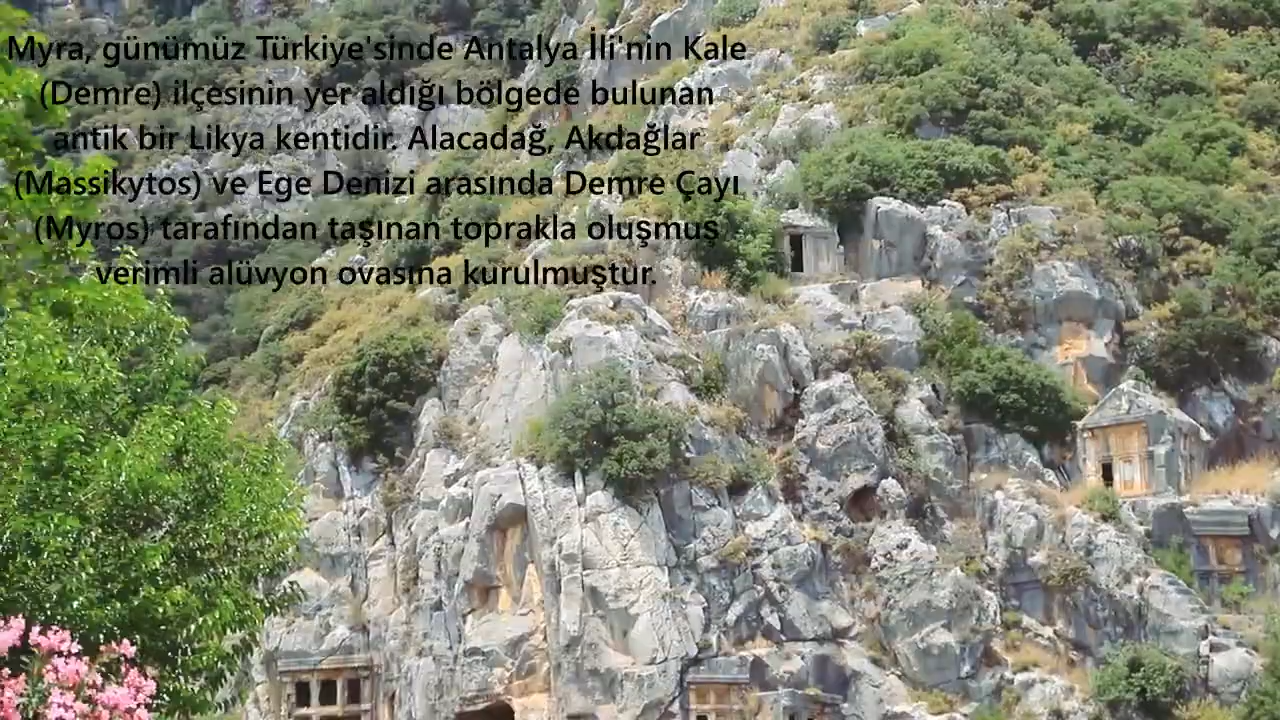 Myra, günümüz Türkiye'sinde Antalya İli'nin Kale
(Demre) ilçesinin yer aldığı bölgede bulunan
antik bir Likya kentidir. Alacadağ, Akdağlar
(Massikytos) ve Ege Denizi arasında Demre Çayı
(Myros) tarafından taşınan toprakla oluşmuş
verimli alüvyon ovasına kurulmuştur.